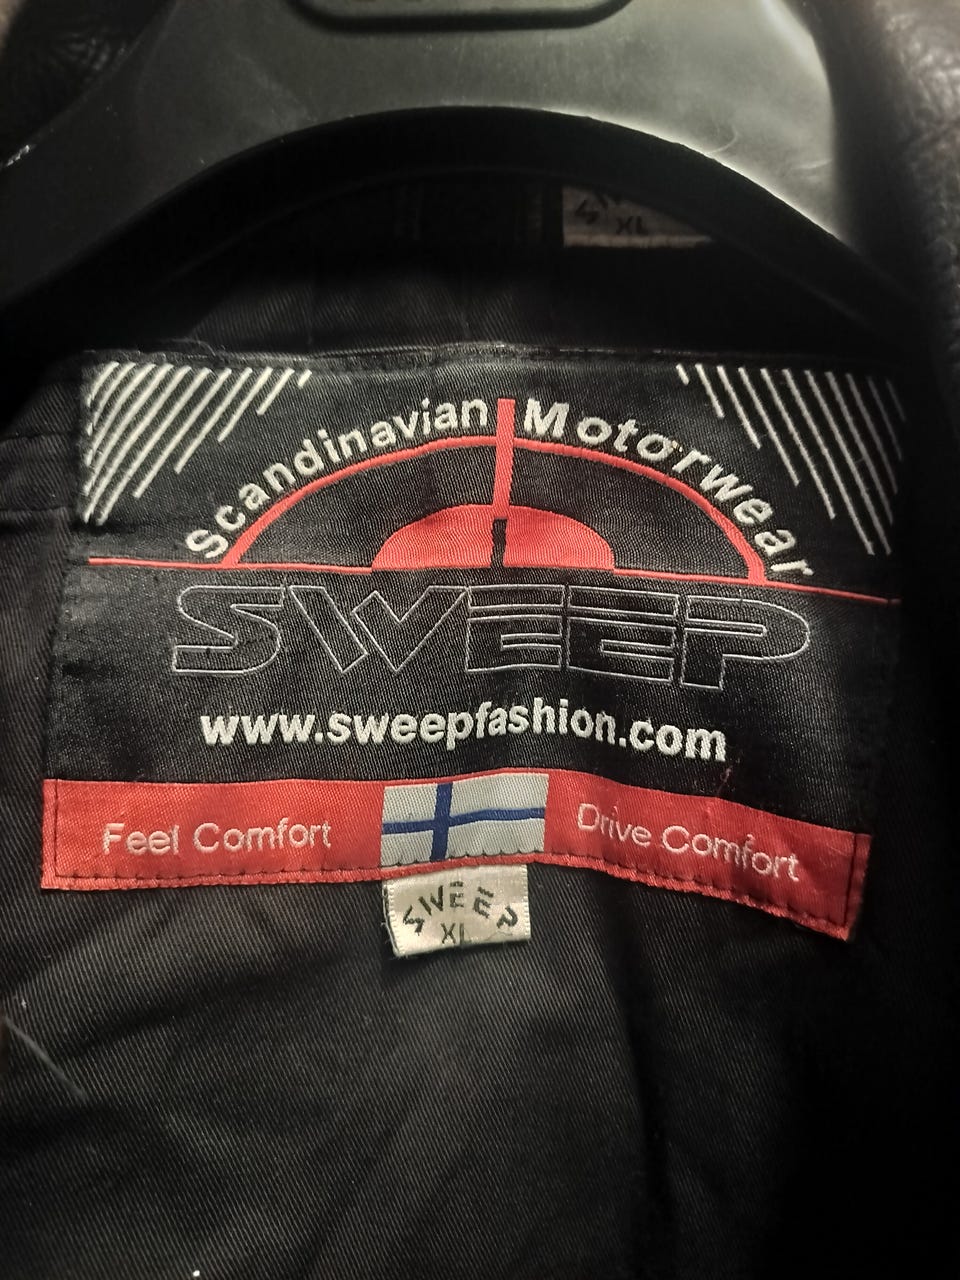 XL
Scandinavian Motorwear
SWEEP
www.sweepfashion.com
Feel Comfort
Drive Comfort
SWEEP
XL